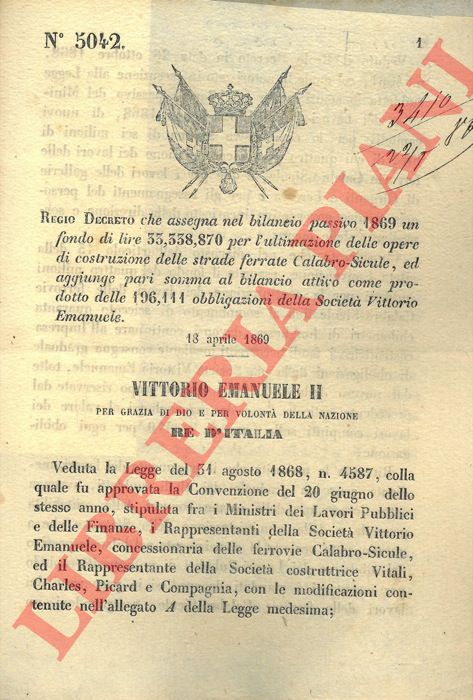 N° 5042.
1
3410
REGIO DECRETO che assegna nel bilancio passivo 1869 un
fondo di lire 33,338,870 per l'ultimazione delle opere
di costruzione delle strade ferrate Calabro-Sicule, ed
aggiunge pari somma al bilancio attivo come pro-
dotto delle 196,111 obbligazioni della Società Vittorio
Emanuele.
18 aprile 1869
VITTORIO EMANUELE II
PER GRAZIA DI DIO E PER VOLONTÀ DELLA NAZIONE
RE D'ITALIA
Veduta la Legge del 31 agosto 1868, n. 4587, colla
quale fu approvata la Convenzione del 20 giugno dello
stesso anno, stipulata fra i Ministri dei Lavori Pubblici
e delle Finanze, i Rappresentanti della Società Vittorio
Emanuele, concessionaria delle ferrovie Calabro-Sicule,
ed il Rappresentante della Società costruttrice Vitali,
Charles, Picard e Compagnia, con le modificazioni con-
tenute nell'allegato A della Legge medesima;
LIBRERIARIANI